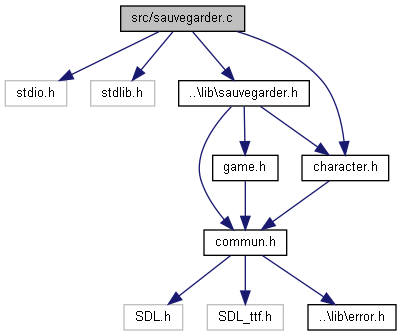 src/sauvegarder.c
stdio.h
stdlib.h
..\lib\sauvegarder.h
game.h
character.h
commun.h
SDL.h
SDL_ttf.h
..\lib\error.h